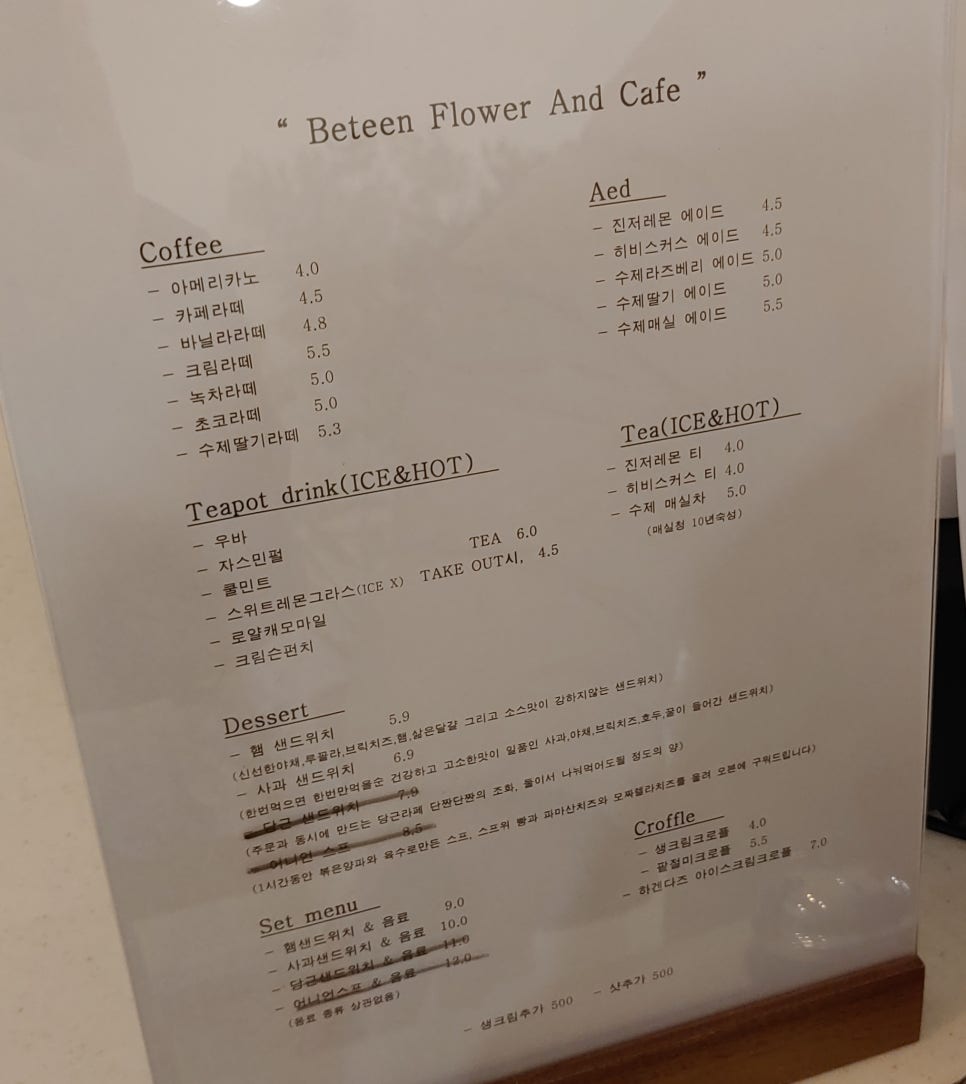 “ Beteen Flower And Cafe ”
Coffee
– 아메리카노 4.0
– 카페라떼 4.5
– 바닐라라떼 4.8
– 크림라떼 5.5
– 녹차라떼 5.0
– 초코라떼 5.0
– 수제딸기라떼 5.3
Aed
– 진저레몬 에이드 4.5
– 히비스커스 에이드 4.5
– 수제라즈베리 에이드 5.0
– 수제딸기 에이드 5.0
– 수제매실 에이드 5.5
Teapot drink(ICE&HOT)
– 우바
– 자스민펄
– 쿨민트
– 스위트레몬그라스(ICE X)
– 로얄캐모마일
– 크림슨펀치
TEA 6.0
TAKE OUT시, 4.5
Tea(ICE&HOT)
– 진저레몬 티 4.0
– 히비스커스 티 4.0
– 수제 매실차 5.0
(매실청 10년숙성)
Dessert
– 햄 샌드위치 5.9
(신선한야채,루꼴라,브릭치즈,햄,삶은달걀 그리고 소스맛이 강하지않는 샌드위치)
– 사과 샌드위치 6.9
(한번먹으면 한번만먹을순 건강하고 고소한맛이 일품인 사과,야채,브릭치즈,호두,꿀이 들어간 샌드위치)
– 당근 샌드위치 7.9
(주문과 동시에 만드는 당근라페 단짠단짠의 조화, 둘이서 나눠먹어도될 정도의 양)
– 어니언 스프 8.5
(1시간동안 볶은양파와 육수로만든 스프, 스프위 빵과 파마산치즈와 모짜렐라치즈를 올려 오븐에 구워드립니다)
Croffle
– 생크림크로플 4.0
– 팥절미크로플 5.5
– 하겐다즈 아이스크림크로플 7.0
Set menu
– 햄샌드위치 & 음료 9.0
– 사과샌드위치 & 음료 10.0
– 당근샌드위치 & 음료 11.0
– 어니언스프 & 음료 12.0
(음료 종류 상관없음)
– 생크림추가 500 – 샷추가 500